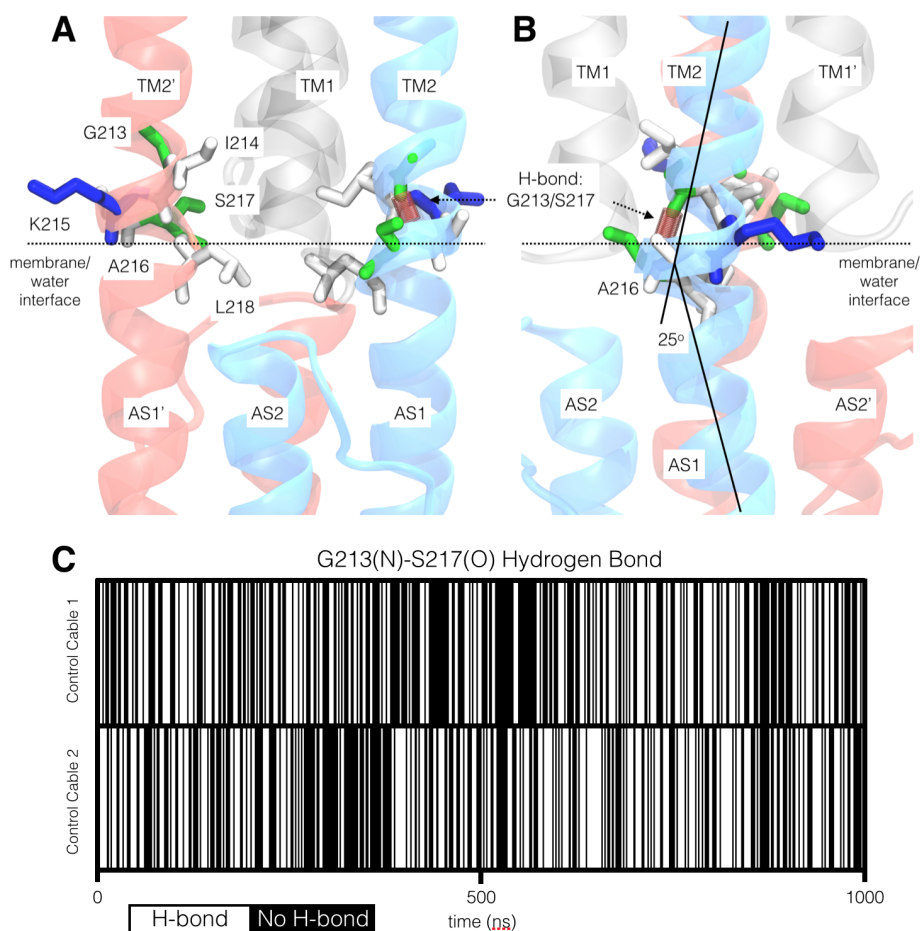 A
TM2’
TM1
TM2
G213
I214
S217
K215
membrane/
water
interface
A216
L218
AS1’
AS2
AS1
B
TM1
TM2
TM1’
H-bond:
G213/S217
A216
membrane/
water
interface
25°
AS2
AS1
AS2’
C
G213(N)-S217(O) Hydrogen Bond
Control Cable 1
Control Cable 2
0
500
1000
H-bond
No H-bond
time (ns)